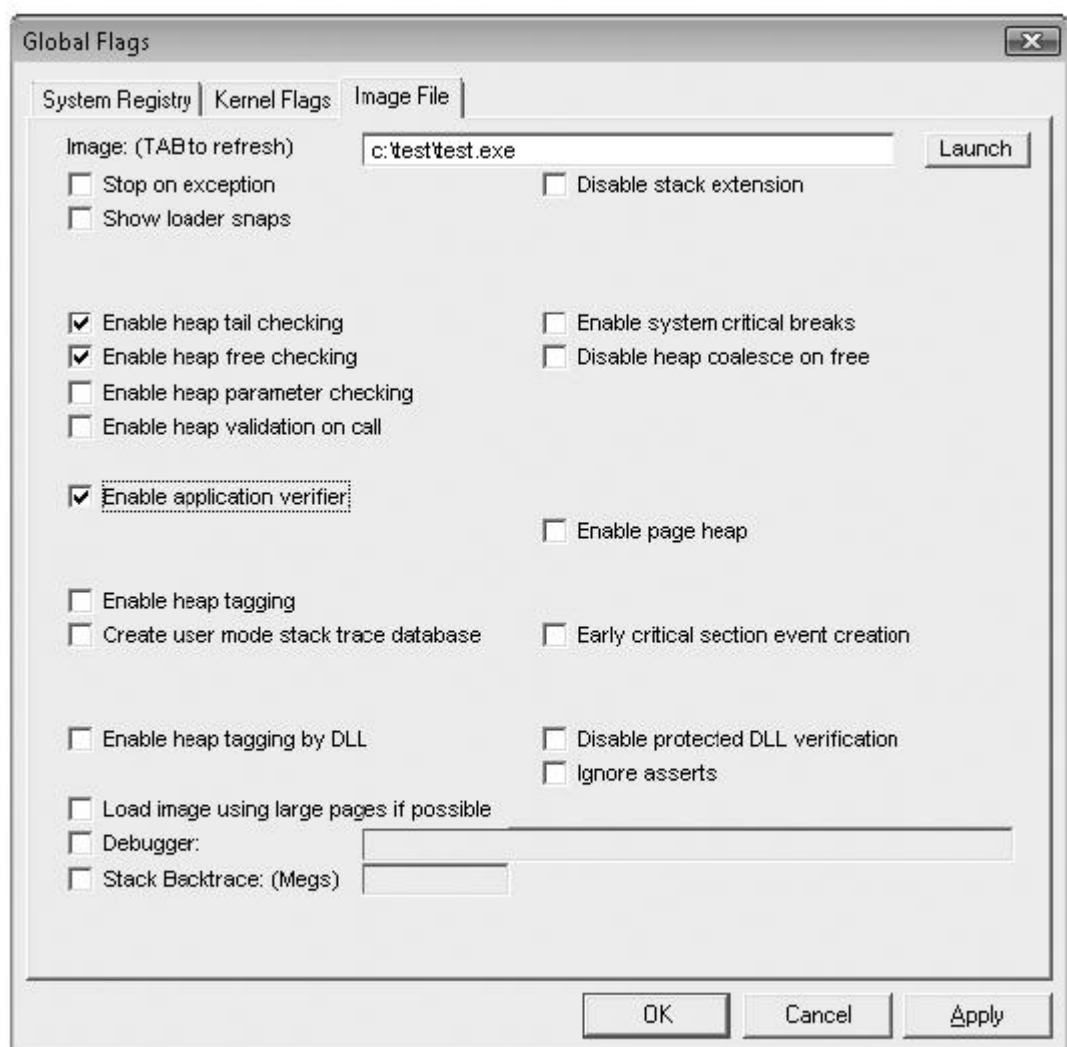 Global Flags
System Registry Kernel Flags Image File
Image: (TAB to refresh) c:\test\test.exe Launch
Stop on exception Disable stack extension
Show loader snaps
Enable heap tail checking Enable system critical breaks
Enable heap free checking Disable heap coalesce on free
Enable heap parameter checking
Enable heap validation on call
Enable application verifier
Enable page heap
Enable heap tagging
Create user mode stack trace database Early critical section event creation
Enable heap tagging by DLL Disable protected DLL verification
Ignore asserts
Load image using large pages if possible
Debugger:
Stack Backtrace: (Megs)
OK Cancel Apply